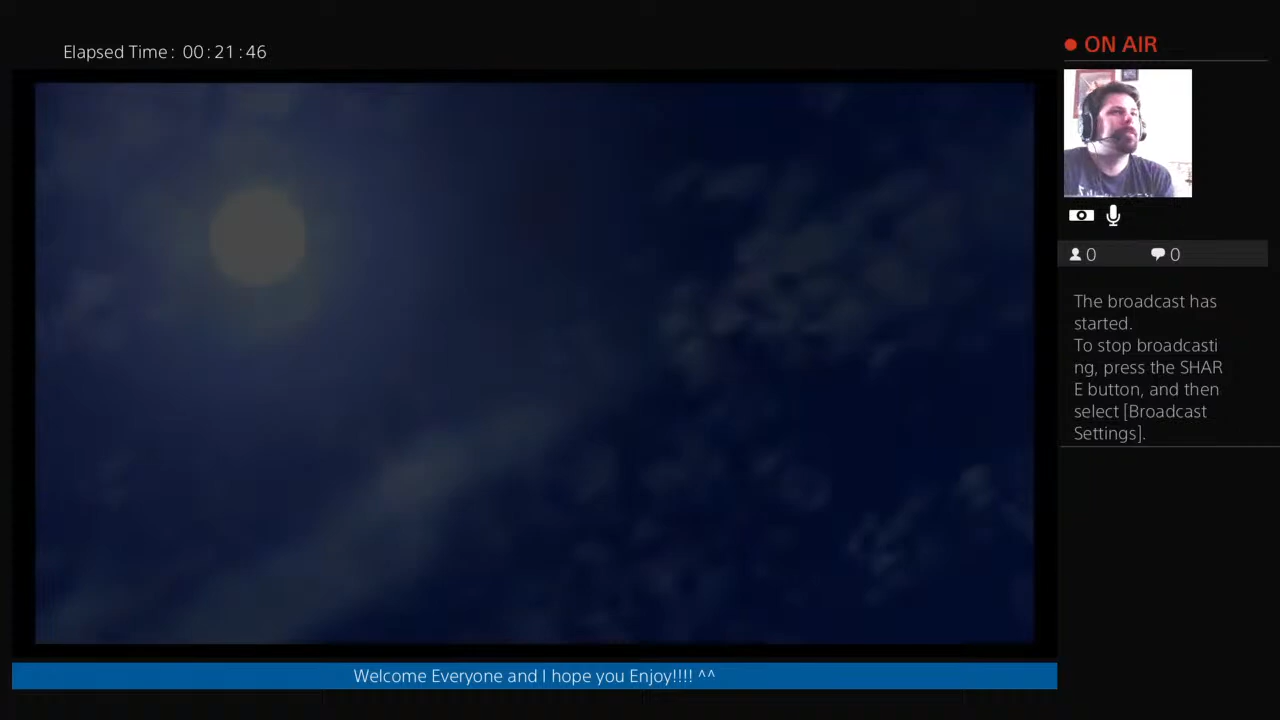 Elapsed Time: 00:21:46
ON AIR
0 0
The broadcast has
started.
To stop broadcasti
ng, press the SHAR
E button, and then
select [Broadcast
Settings].
Welcome Everyone and I hope you Enjoy!!!! ^^